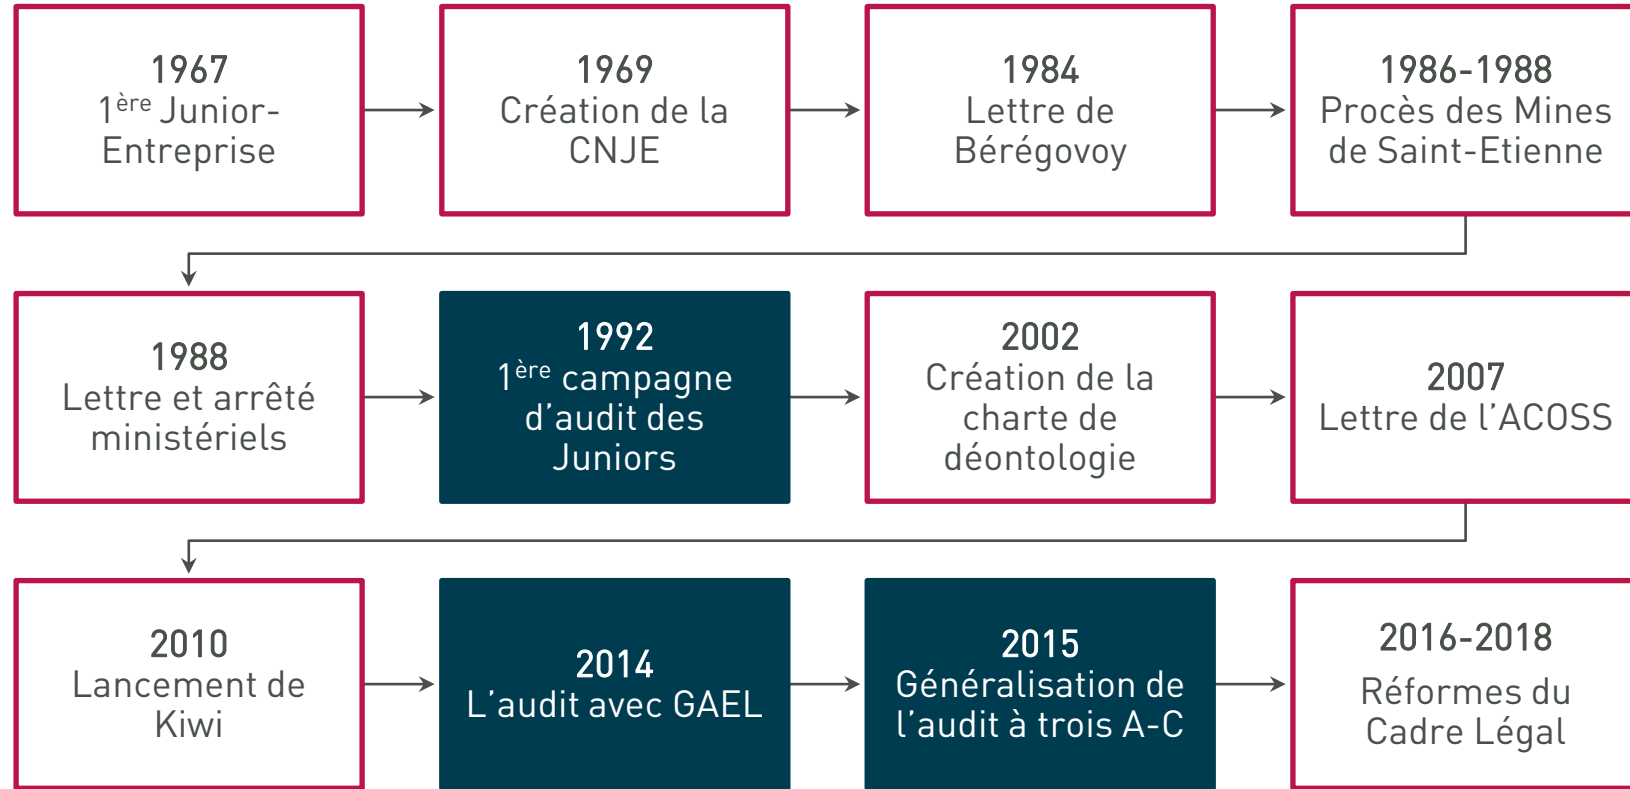 1967
1ère Junior-
Entreprise
1969
Création de la
CNJE
1984
Lettre de
Bérégovoy
1986-1988
Procès des Mines
de Saint-Etienne
1988
Lettre et arrêté
ministériels
1992
1ère campagne
d'audit des
Juniors
2002
Création de la
charte de
déontologie
2007
Lettre de l'ACOSS
2010
Lancement de
Kiwi
2014
L'audit avec GAEL
2015
Généralisation de
l'audit à trois A-C
2016-2018
Réformes du
Cadre Légal